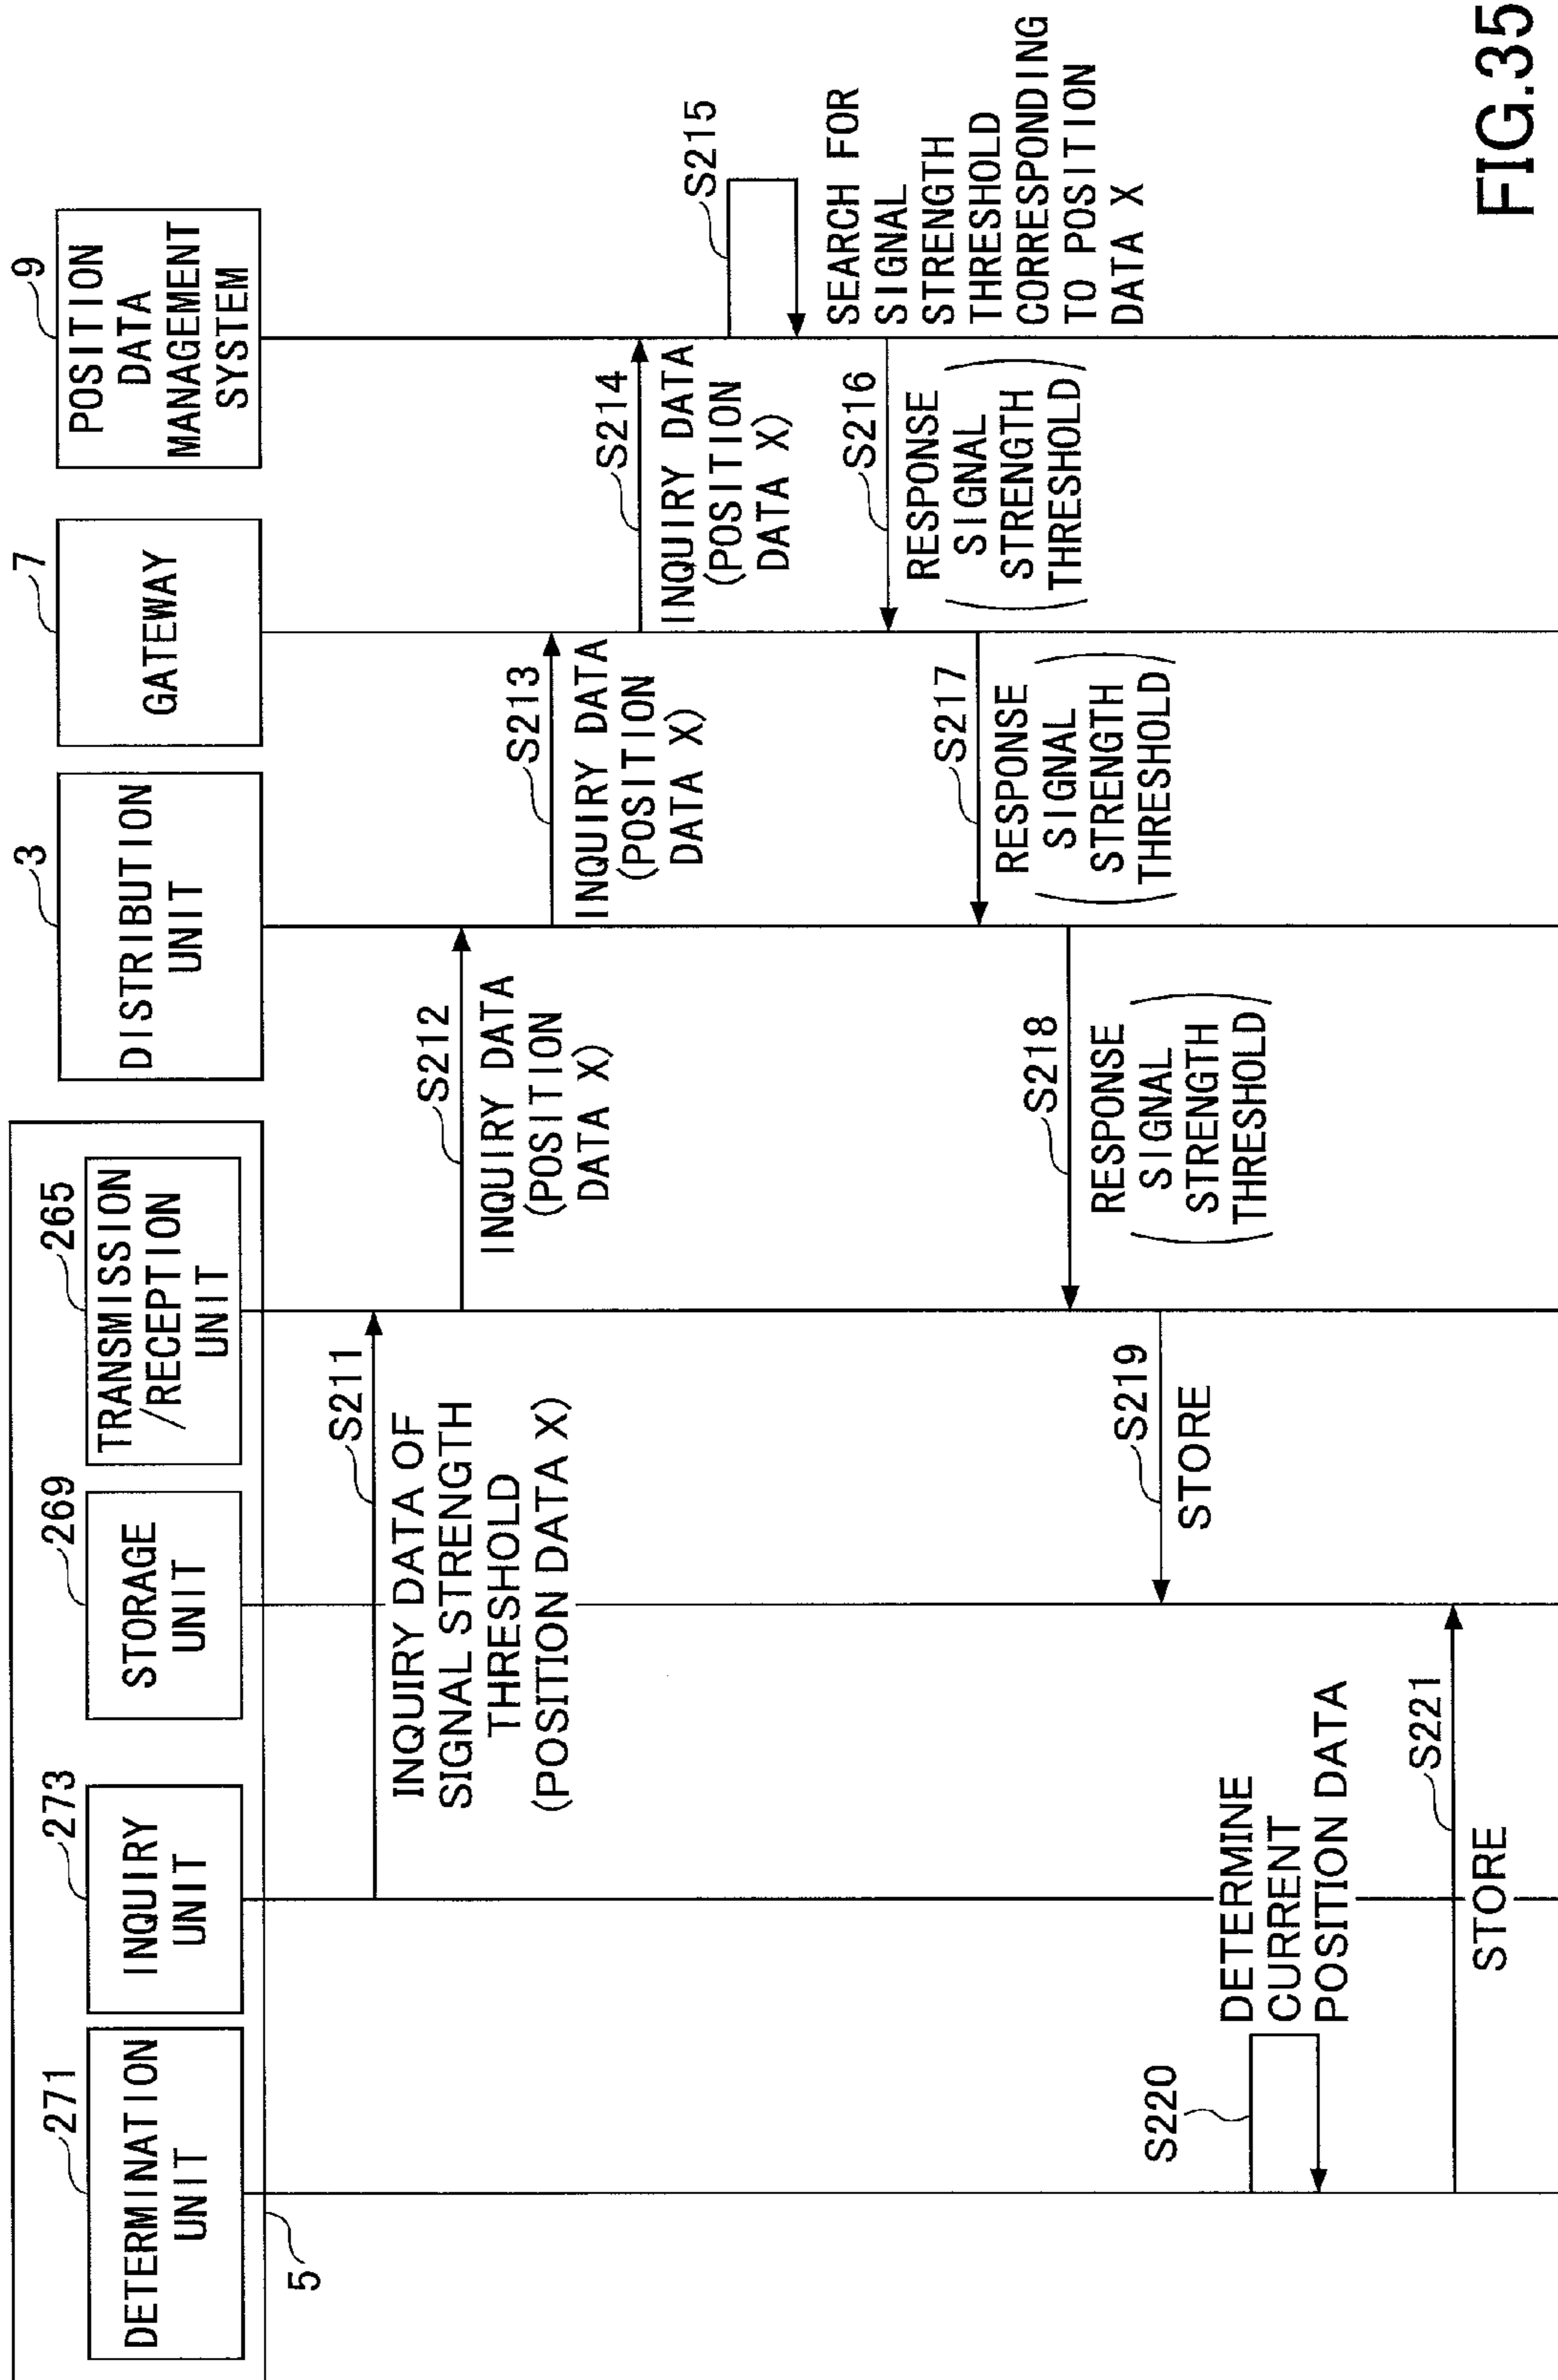 271
DETERMINATION
UNIT
273
INQUIRY
UNIT
269
STORAGE
UNIT
265
TRANSMISSION
/RECEPTION
UNIT
5
3
DISTRIBUTION
UNIT
7
GATEWAY
9
POSITION
DATA
MANAGEMENT
SYSTEM
S211
INQUIRY DATA OF
SIGNAL STRENGTH
THRESHOLD
(POSITION DATA X)
S212
INQUIRY DATA
(POSITION
DATA X)
S213
INQUIRY DATA
(POSITION
DATA X)
S214
INQUIRY DATA
(POSITION
DATA X)
S215
SEARCH FOR
SIGNAL
STRENGTH
THRESHOLD
CORRESPONDING
TO POSITION
DATA X
S216
RESPONSE
(SIGNAL
STRENGTH
THRESHOLD)
S217
RESPONSE
(SIGNAL
STRENGTH
THRESHOLD)
S218
RESPONSE
(SIGNAL
STRENGTH
THRESHOLD)
S219
STORE
S220
DETERMINE
CURRENT
POSITION DATA
S221
STORE
FIG.35